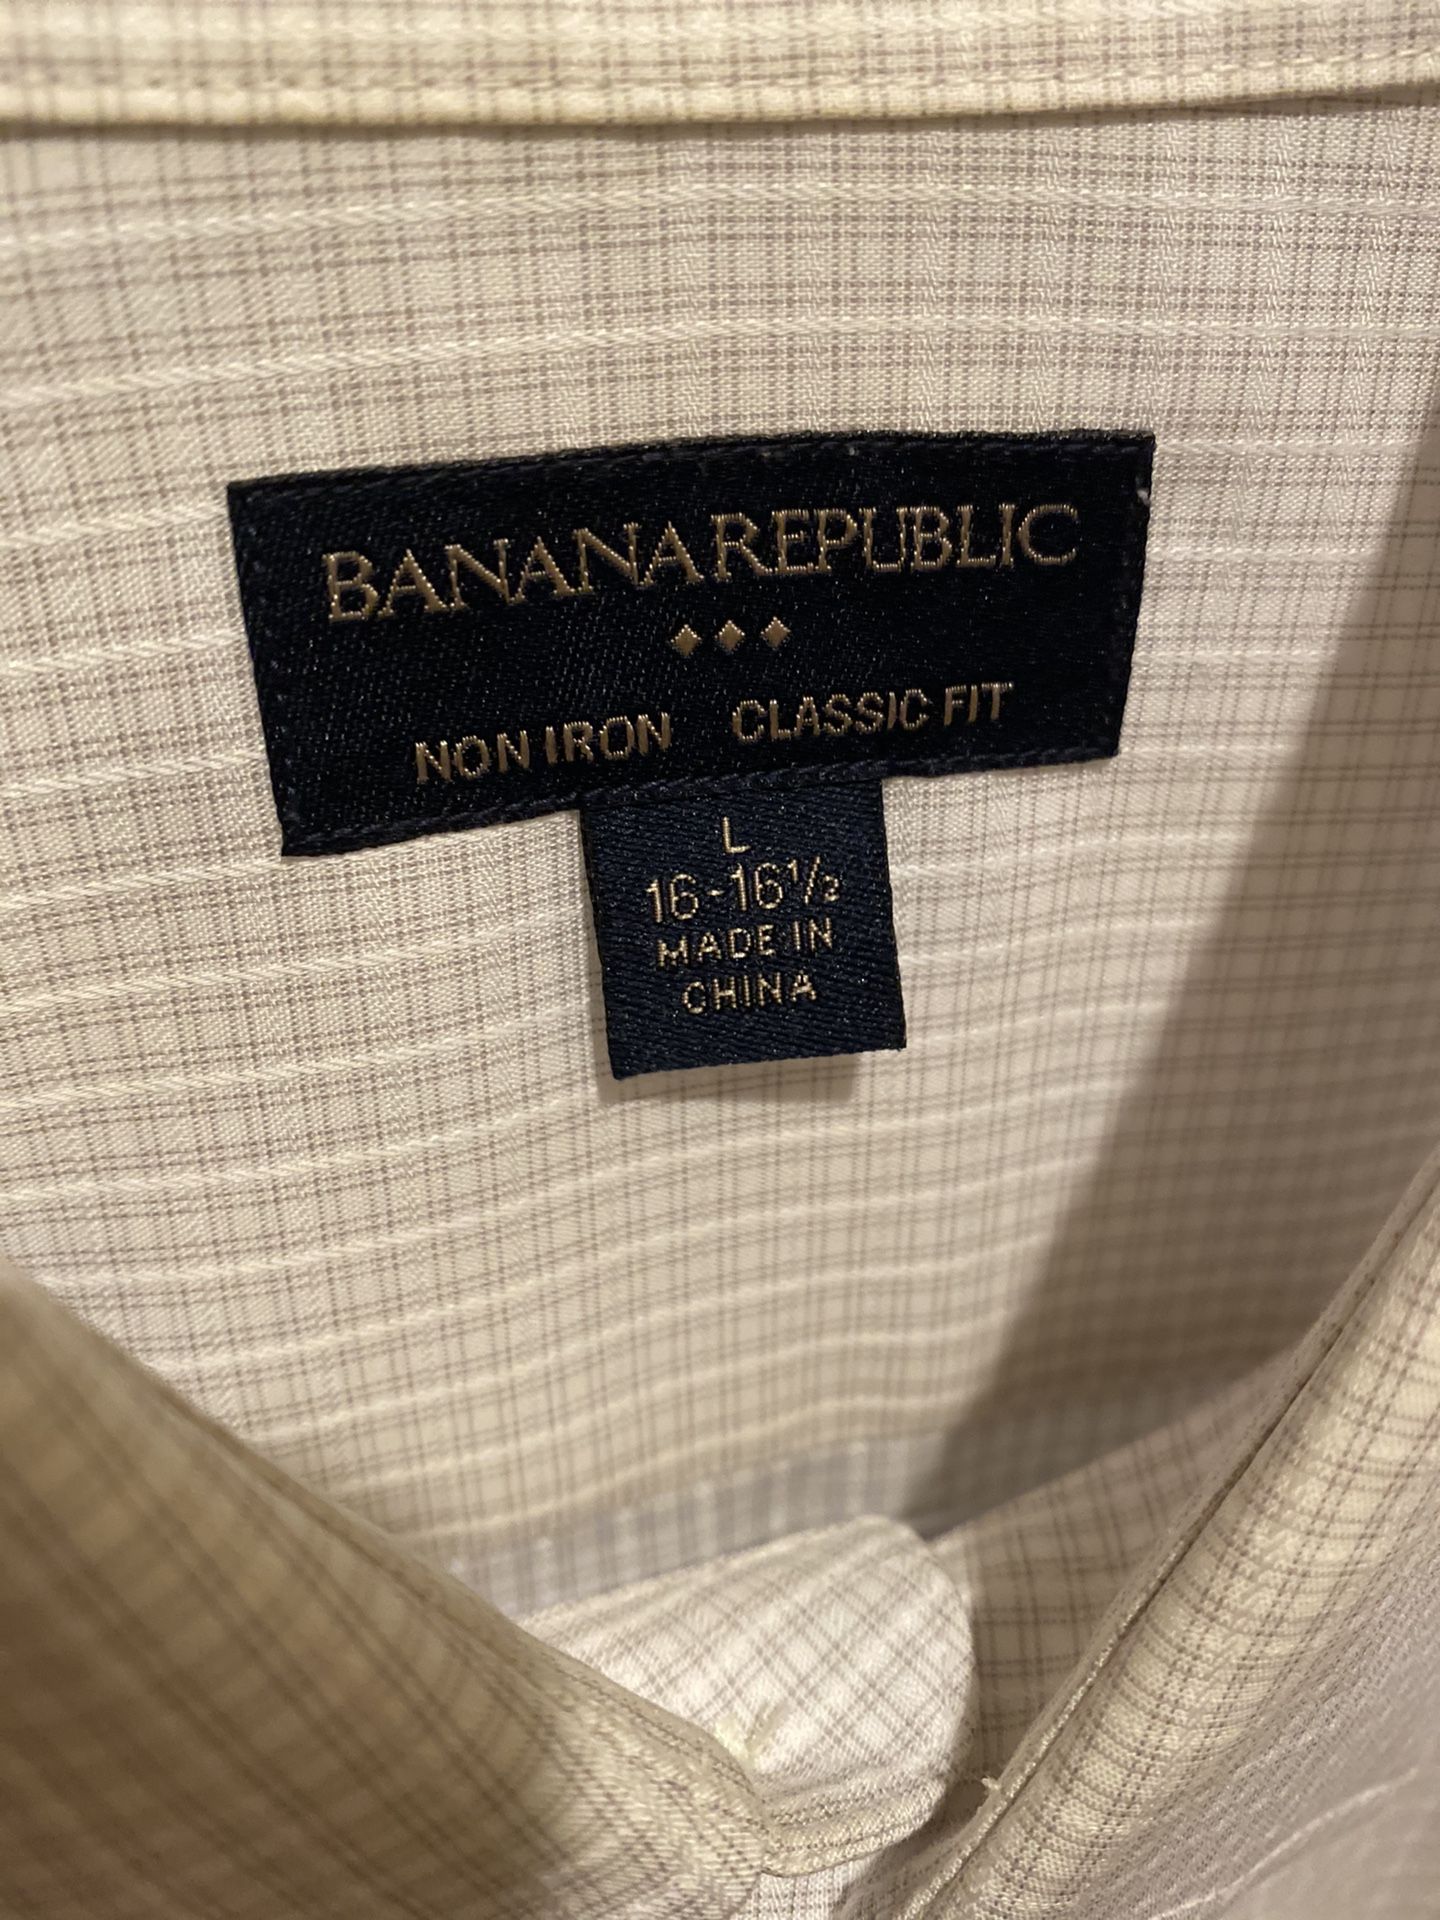 BANANA REPUBLIC
NON IRON CLASSIC FIT
L
16-16½
MADE IN
CHINA